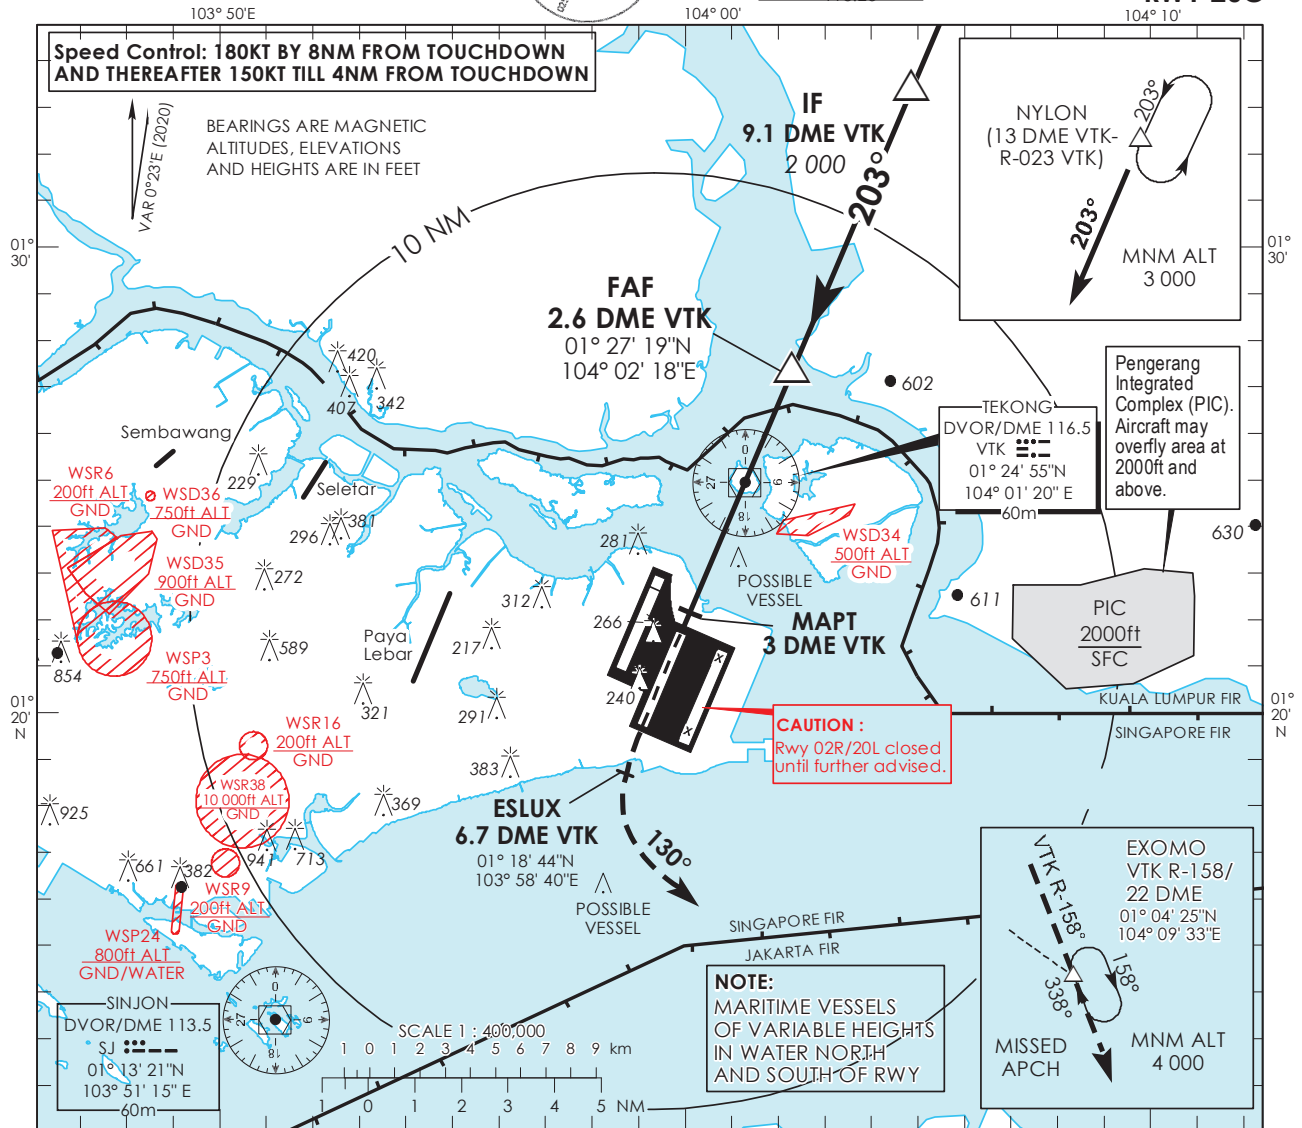 103° 50'E
104° 00'
104° 10'
Speed Control: 180KT BY 8NM FROM TOUCHDOWN
AND THEREAFTER 150KT TILL 4NM FROM TOUCHDOWN
VAR 0°23'E (2020)
BEARINGS ARE MAGNETIC
ALTITUDES, ELEVATIONS
AND HEIGHTS ARE IN FEET
10 NM
IF
9.1 DME VTK
2 000
203°
NYLON
(13 DME VTK-
R-023 VTK)
203°
203°
MNM ALT
3 000
01°
30'
01°
30'
FAF
2.6 DME VTK
01° 27' 19"N
104° 02' 18"E
420
407
342
602
Pengerang
Integrated
Complex (PIC).
Aircraft may
overfly area at
2000ft and
above.
TEKONG
DVOR/DME 116.5
VTK
01° 24' 55"N
104° 01' 20" E
60m
Sembawang
229
Seletar
WSR6
200ft ALT
GND
WSD36
750ft ALT
GND
296
381
281
0
9
18
27
WSD34
500ft ALT
GND
630
WSD35
900ft ALT
GND
272
312
POSSIBLE
VESSEL
611
PIC
2000ft
SFC
266
MAPT
3 DME VTK
589
217
Paya
Lebar
854
WSP3
750ft ALT
GND
321
291
240
x
x
KUALA LUMPUR FIR
SINGAPORE FIR
01°
20'
N
01°
20'
N
CAUTION :
Rwy 02R/20L closed
until further advised.
WSR16
200ft ALT
GND
383
WSR38
10 000ft ALT
GND
369
925
ESLUX
6.7 DME VTK
01° 18' 44"N
103° 58' 40"E
130°
941
713
661
382
WSR9
200ft ALT
GND
POSSIBLE
VESSEL
WSP24
800ft ALT
GND/WATER
SINGAPORE FIR
JAKARTA FIR
VTK R-158°
EXOMO
VTK R-158/
22 DME
01° 04' 25"N
104° 09' 33"E
158°
338°
MISSED
APCH
MNM ALT
4 000
NOTE:
MARITIME VESSELS
OF VARIABLE HEIGHTS
IN WATER NORTH
AND SOUTH OF RWY
SINJON
DVOR/DME 113.5
SJ
01° 13' 21"N
103° 51' 15" E
60m
0
9
18
27
SCALE 1 : 400,000
1 0 1 2 3 4 5 6 7 8 9 km
1 0 1 2 3 4 5 NM